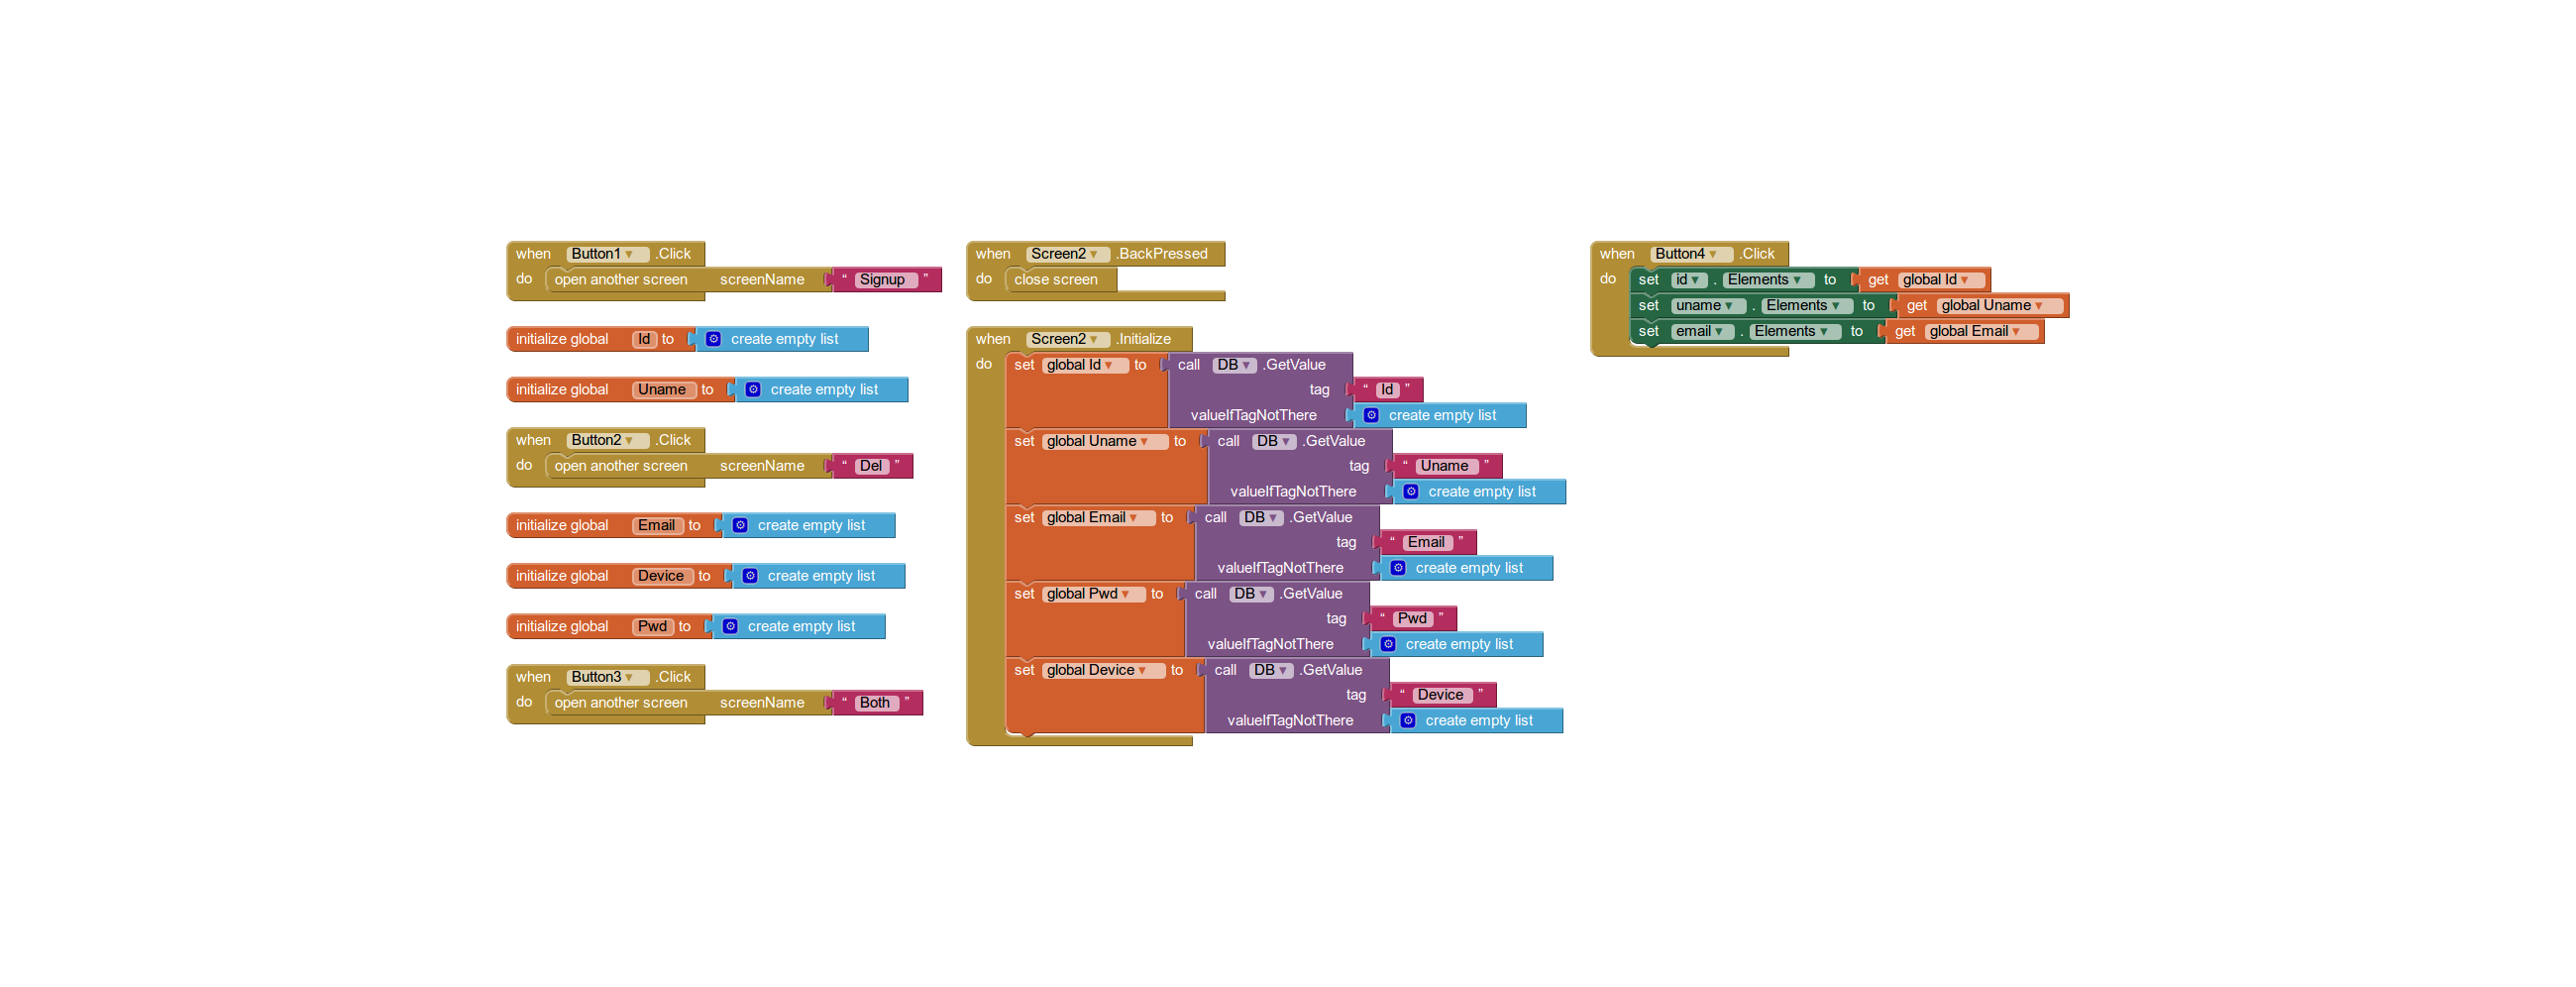 when Button1 .Click
do open another screen screenName “ Signup ”
initialize global Id to create empty list
initialize global Uname to create empty list
when Button2 .Click
do open another screen screenName “ Del ”
initialize global Email to create empty list
initialize global Device to create empty list
initialize global Pwd to create empty list
when Button3 .Click
do open another screen screenName “ Both ”
when Screen2 .BackPressed
do close screen
when Screen2 .Initialize
do set global Id to call DB .GetValue
tag “ Id ”
valueIfTagNotThere create empty list
set global Uname to call DB .GetValue
tag “ Uname ”
valueIfTagNotThere create empty list
set global Email to call DB .GetValue
tag “ Email ”
valueIfTagNotThere create empty list
set global Pwd to call DB .GetValue
tag “ Pwd ”
valueIfTagNotThere create empty list
set global Device to call DB .GetValue
tag “ Device ”
valueIfTagNotThere create empty list
when Button4 .Click
do set id . Elements to get global Id
set uname . Elements to get global Uname
set email . Elements to get global Email